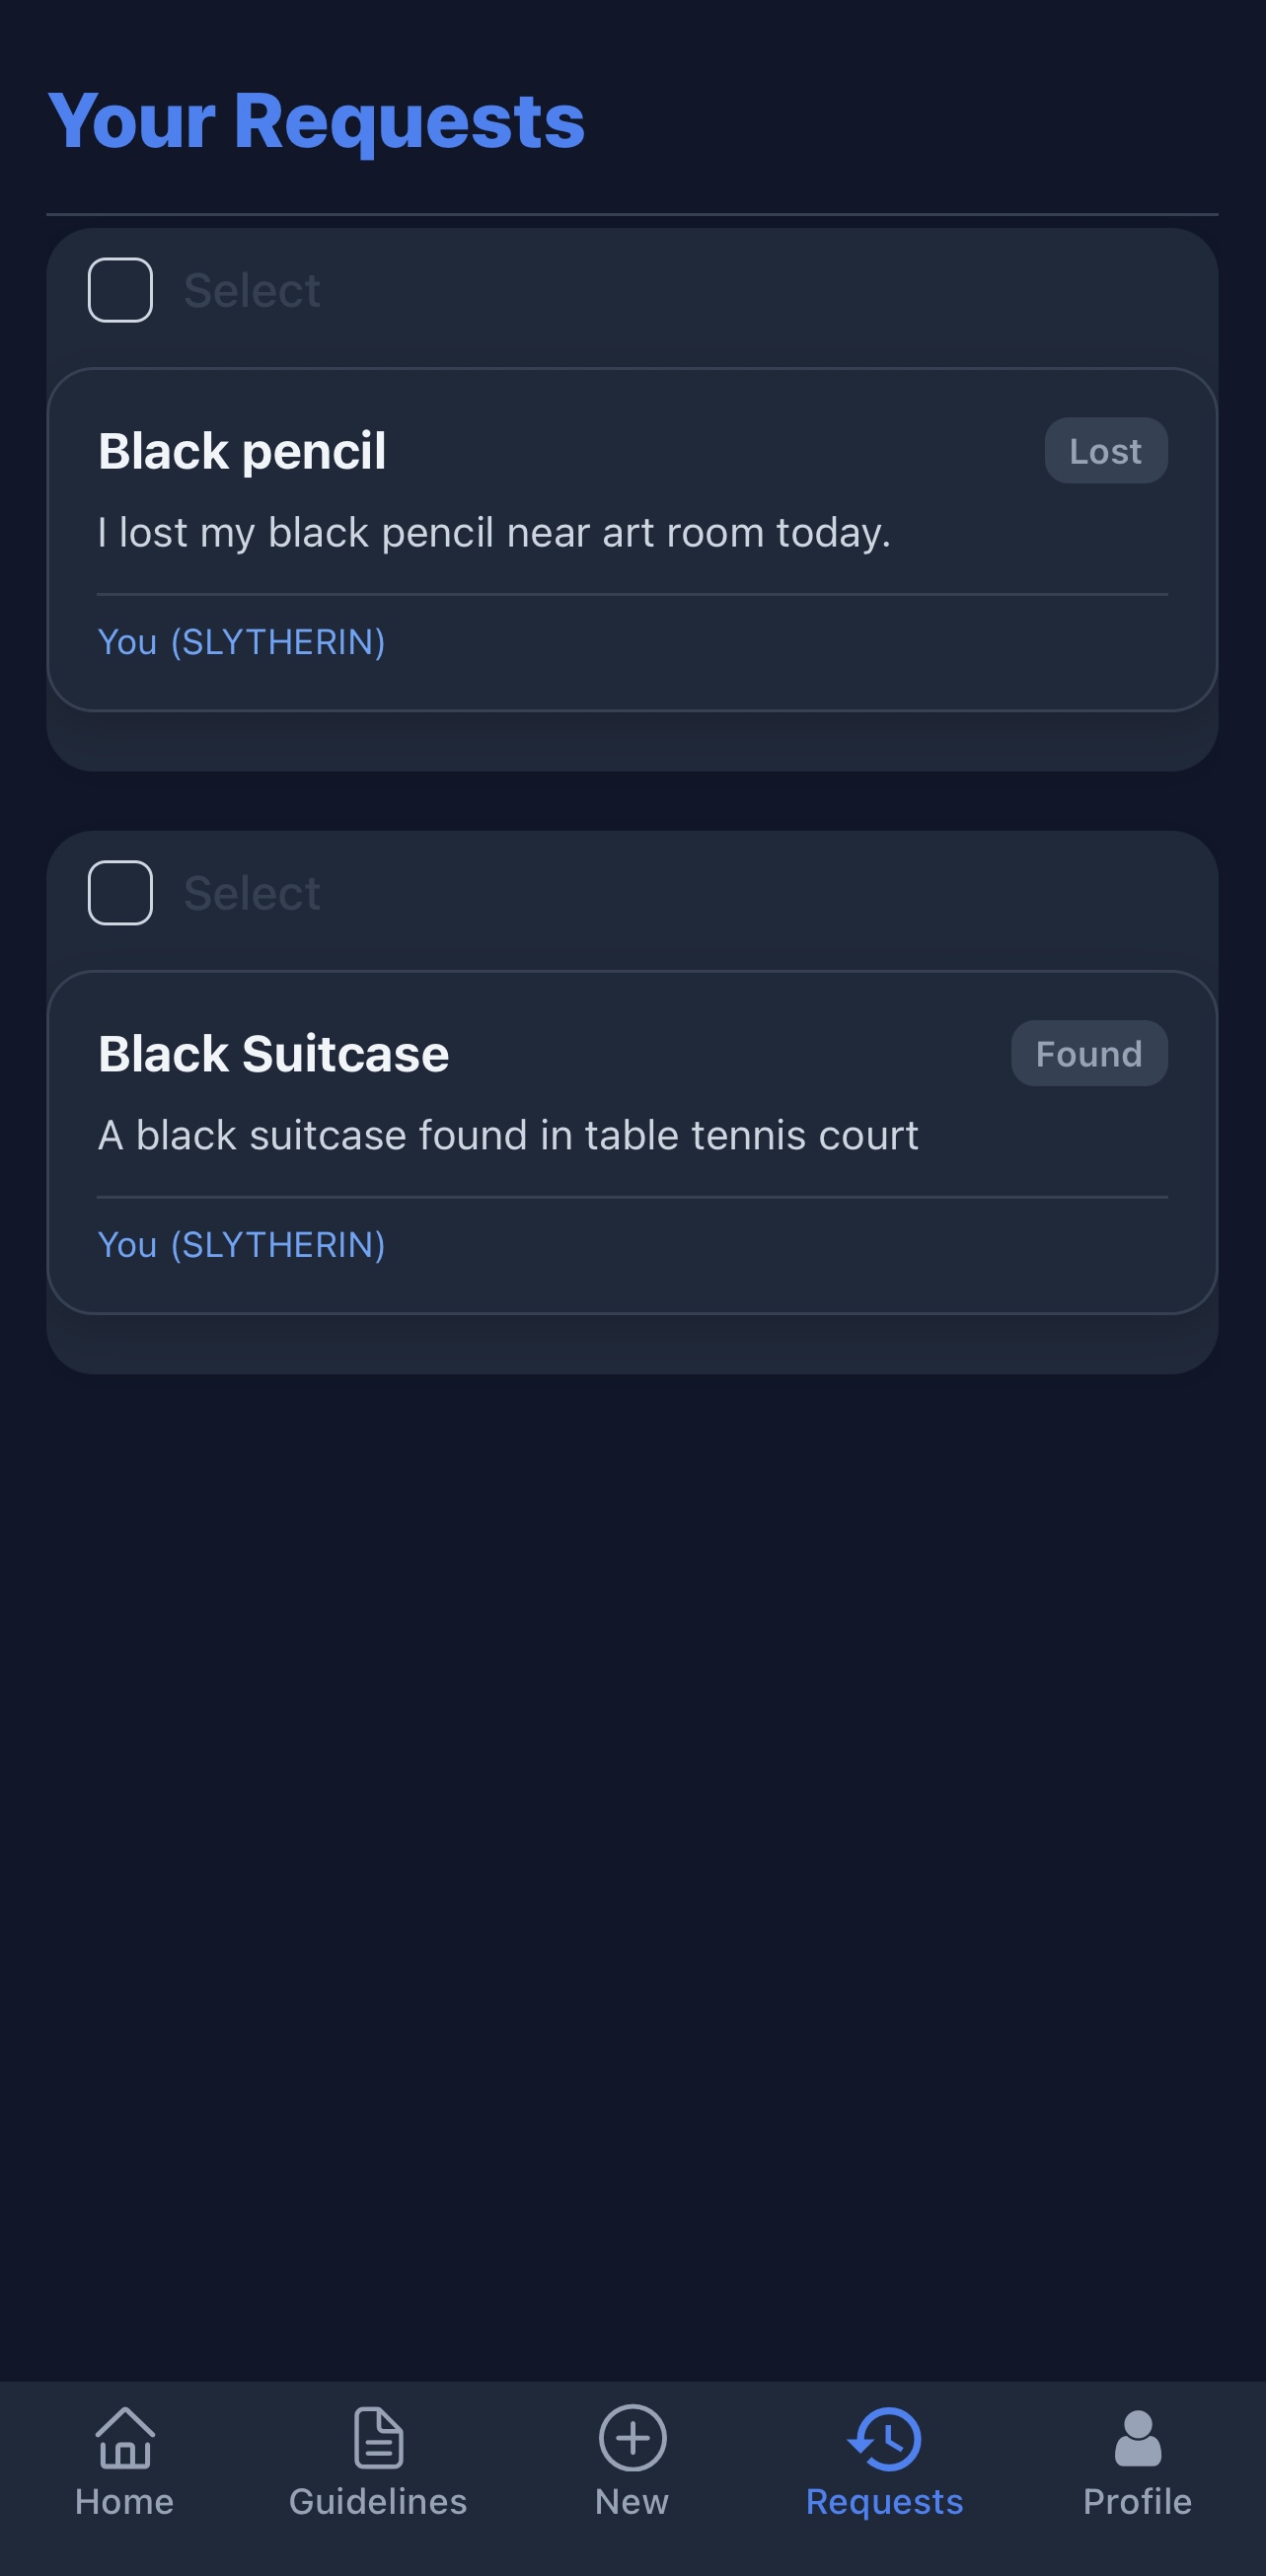 Your Requests
Select
Black pencil
Lost
I lost my black pencil near art room today.
You (SLYTHERIN)
Select
Black Suitcase
Found
A black suitcase found in table tennis court
You (SLYTHERIN)
Home
Guidelines
New
Requests
Profile